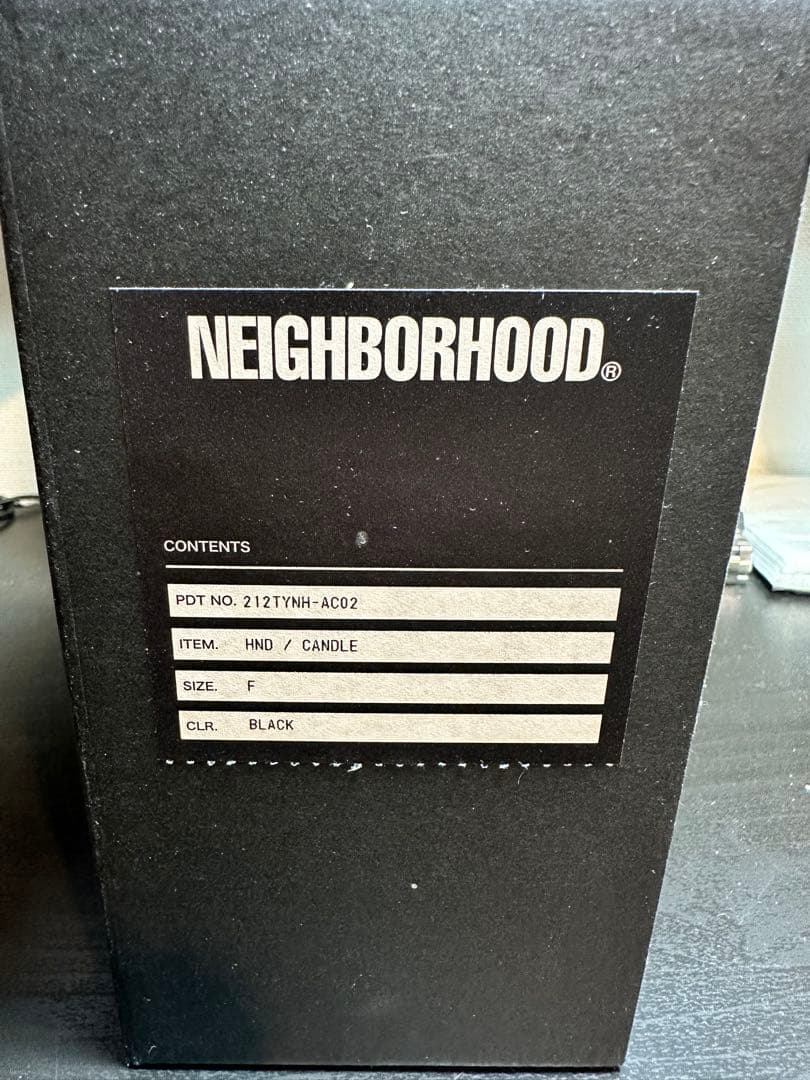 NEIGHBORHOOD®
CONTENTS
PDT NO. 212TYNH-AC02
ITEM. HND / CANDLE
SIZE. F
CLR. BLACK